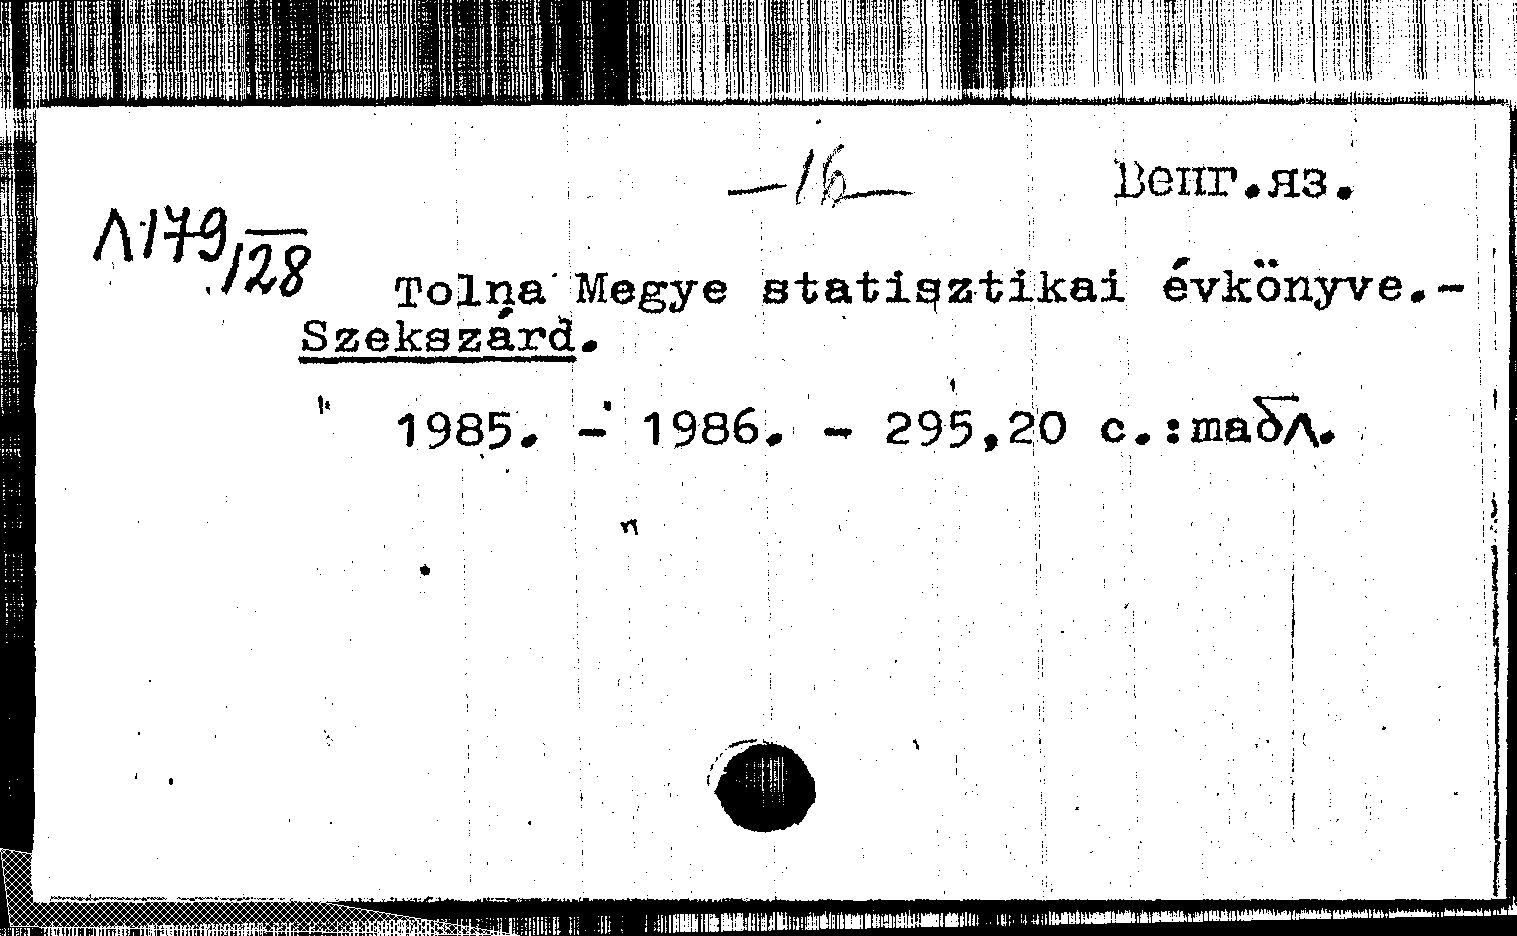 —16—
Венг.яз.
Л179/128
Tolna Megye statisztikai évkönyve.-
Szekszárd.
1985. - 1986. - 295,20 с.:табл.